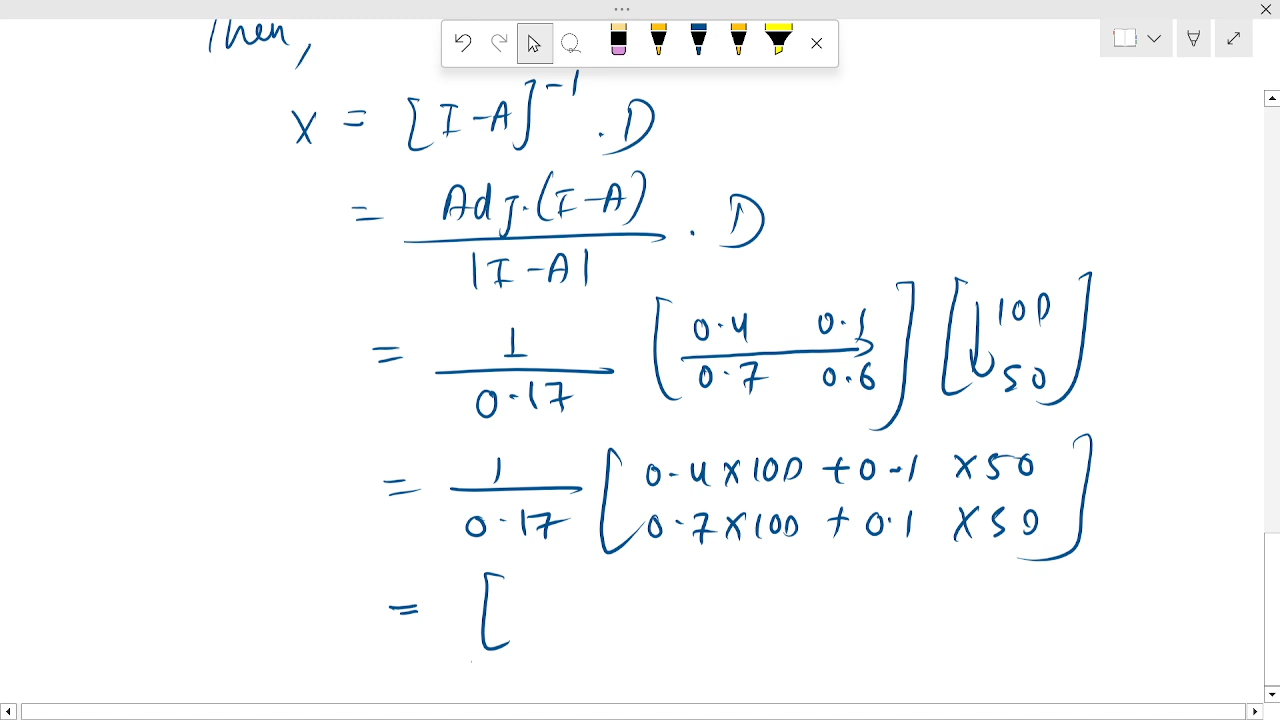 Then,
X = [I-A]^-1 . D
= Adj.(I-A) / |I-A| . D
= 1 / 0.17 [0.4 0.1
0.7 0.6] [100
50]
= 1 / 0.17 [0.4 X 100 + 0.1 X 50
0.7 X 100 + 0.1 X 50]
= [